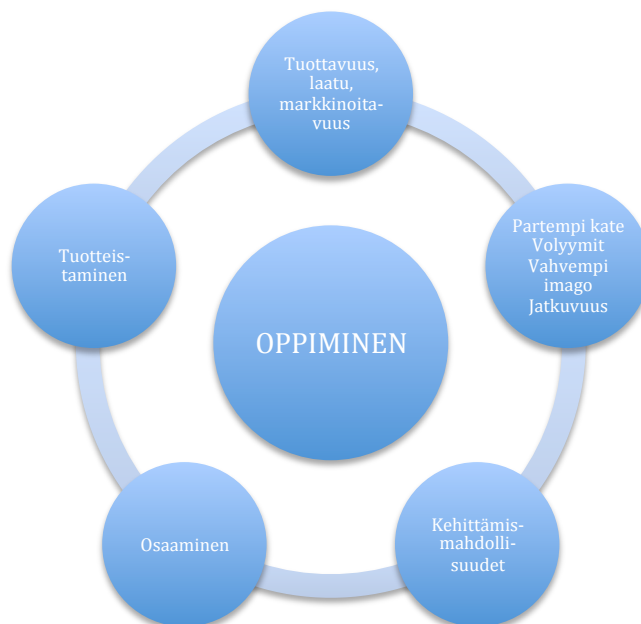 Tuottavuus,
laatu,
markkinoita-
vuus
Partempi kate
Volyymit
Vahvempi
imago
Jatkuvuus
Tuotteis-
taminen
OPPIMINEN
Kehittämis-
mahdolli-
suudet
Osaaminen